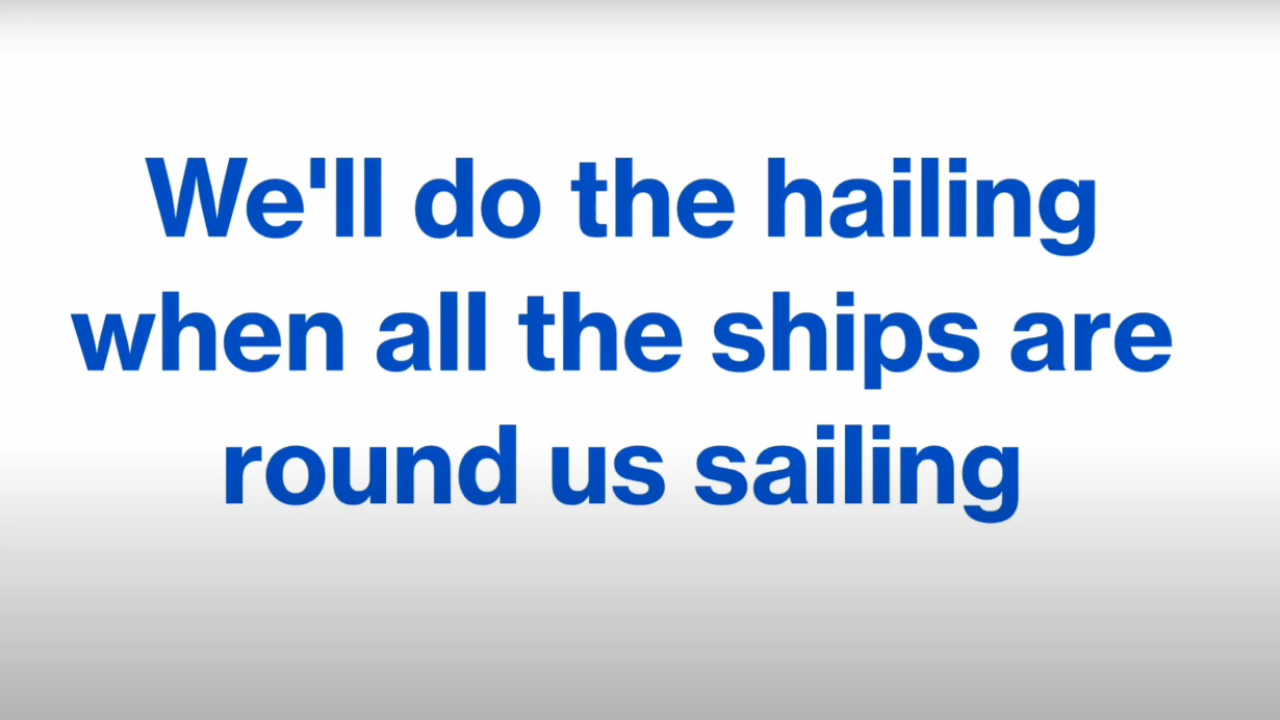 We'll do the hailing
when all the ships are
round us sailing